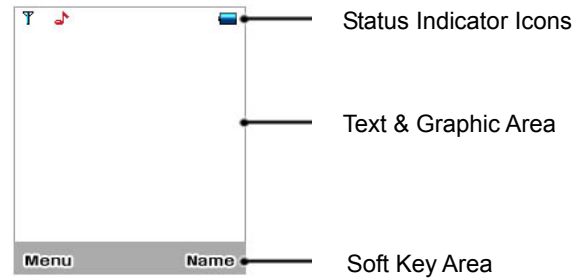 Status Indicator Icons
Text & Graphic Area
Menu Name
Soft Key Area